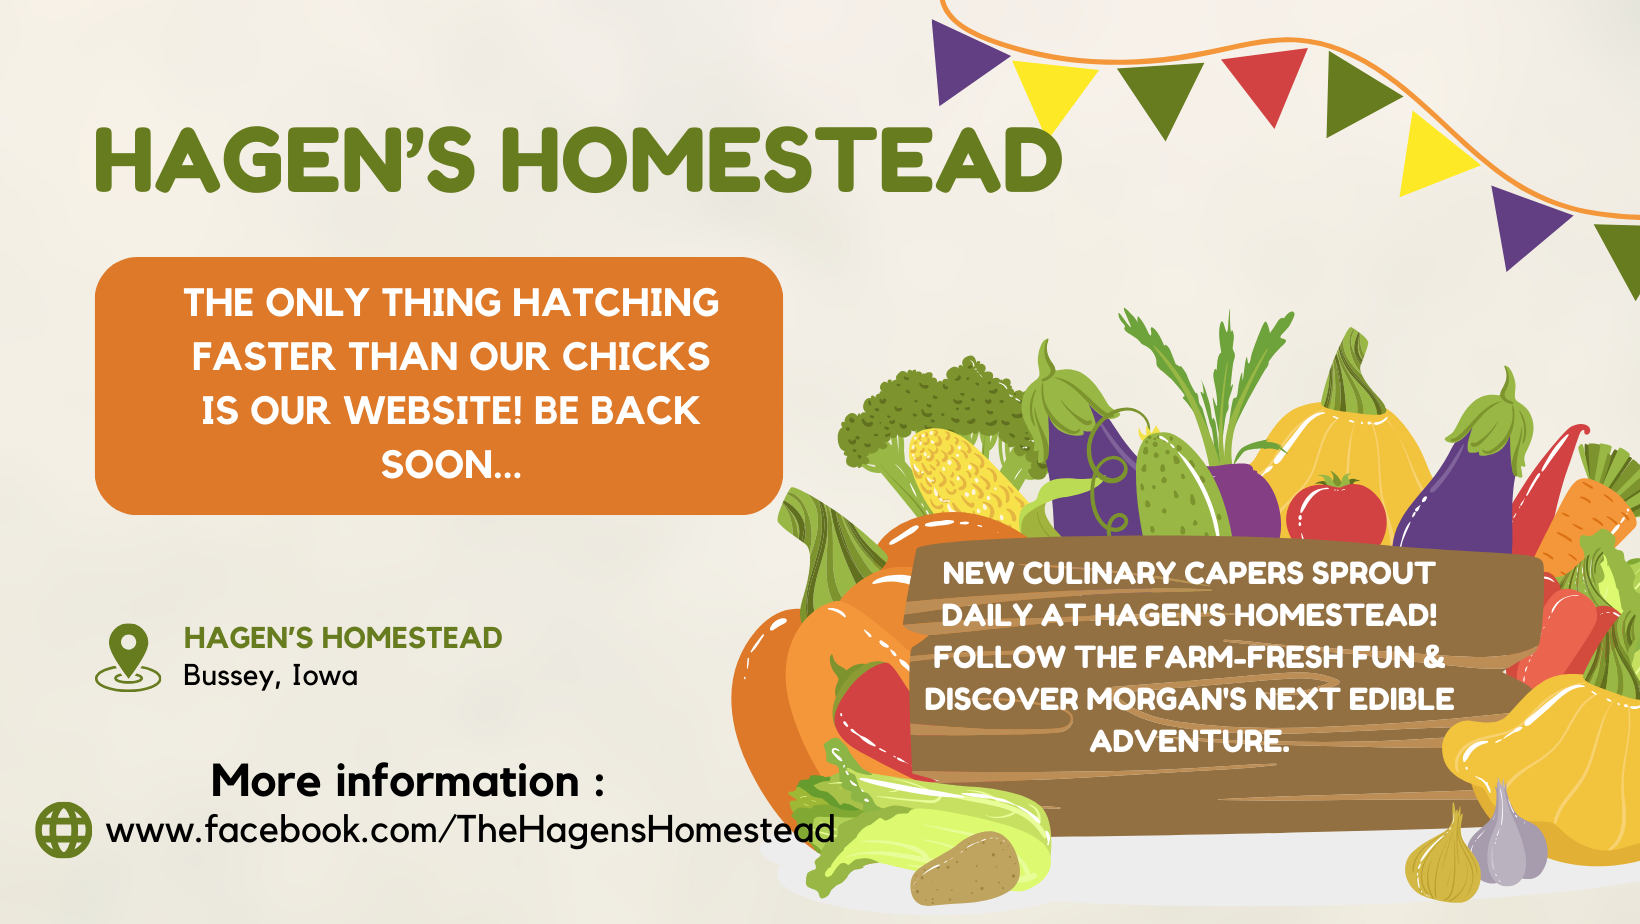 HAGEN’S HOMESTEAD
THE ONLY THING HATCHING
FASTER THAN OUR CHICKS
IS OUR WEBSITE! BE BACK
SOON...
NEW CULINARY CAPERS SPROUT
DAILY AT HAGEN'S HOMESTEAD!
FOLLOW THE FARM-FRESH FUN &
DISCOVER MORGAN'S NEXT EDIBLE
ADVENTURE.
HAGEN’S HOMESTEAD
Bussey, Iowa
More information :
www.facebook.com/TheHagensHomestead